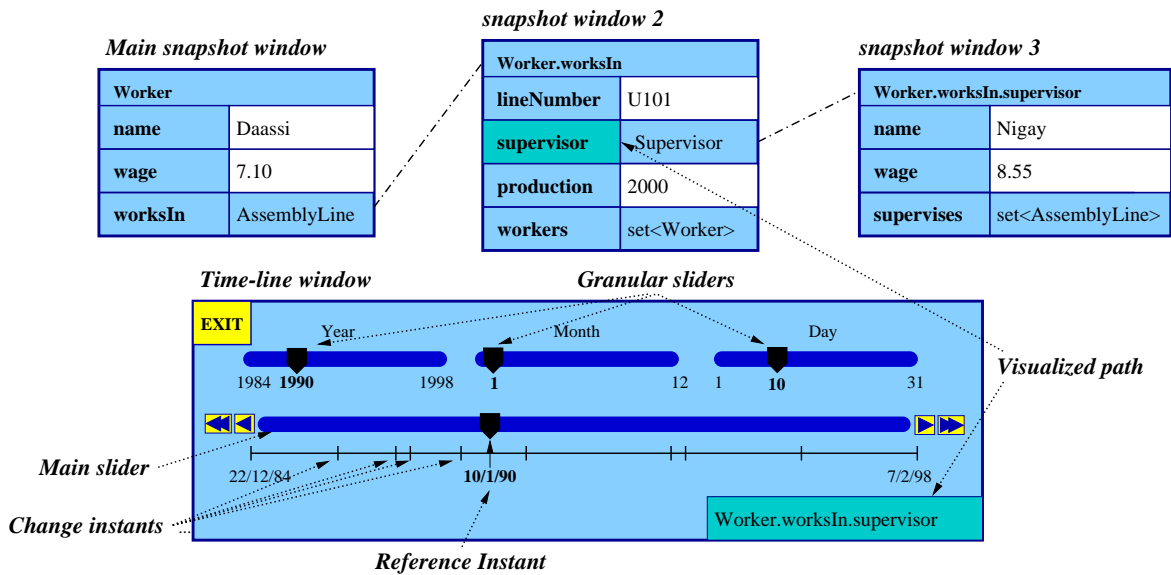 Main snapshot window
snapshot window 2
snapshot window 3
Worker
name Daassi
wage 7.10
worksIn AssemblyLine
Worker.worksIn
lineNumber U101
supervisor Supervisor
production 2000
workers set<Worker>
Worker.worksIn.supervisor
name Nigay
wage 8.55
supervises set<AssemblyLine>
Time-line window
Granular sliders
EXIT
Year
Month
Day
1984 1990 1998
1 12
1 10 31
Visualized path
Main slider
22/12/84 10/1/90 7/2/98
Change instants
Worker.worksIn.supervisor
Reference Instant